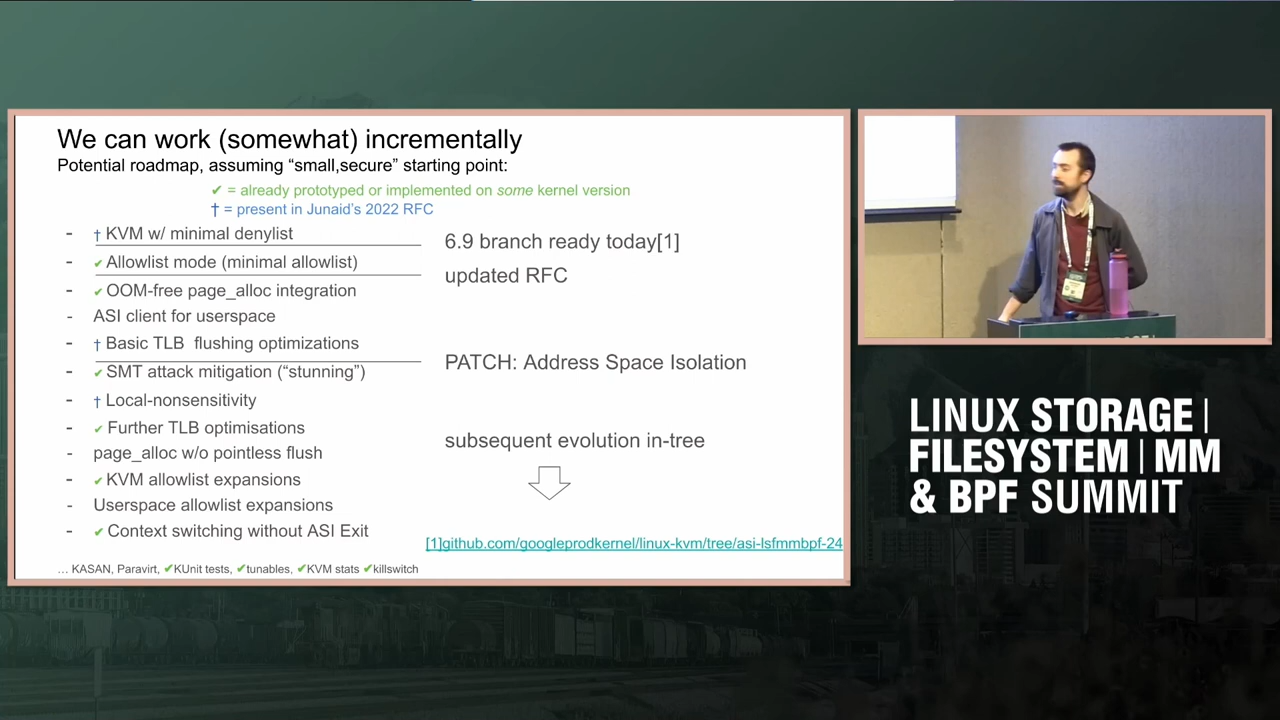 We can work (somewhat) incrementally
Potential roadmap, assuming “small,secure” starting point:
✔ = already prototyped or implemented on some kernel version
† = present in Junaid’s 2022 RFC
- † KVM w/ minimal denylist
- ✔ Allowlist mode (minimal allowlist)
- ✔ OOM-free page_alloc integration
- ASI client for userspace
- † Basic TLB flushing optimizations
- ✔ SMT attack mitigation (“stunning”)
- † Local-nonsensitivity
- ✔ Further TLB optimisations
- page_alloc w/o pointless flush
- ✔ KVM allowlist expansions
- Userspace allowlist expansions
- ✔ Context switching without ASI Exit
… KASAN, Paravirt, ✔KUnit tests, ✔tunables, ✔KVM stats ✔killswitch
6.9 branch ready today[1]
updated RFC
PATCH: Address Space Isolation
subsequent evolution in-tree
[1]github.com/googleprodkernel/linux-kvm/tree/asi-lsfmmbpf-24
LINUX STORAGE |
FILESYSTEM | MM
& BPF SUMMIT